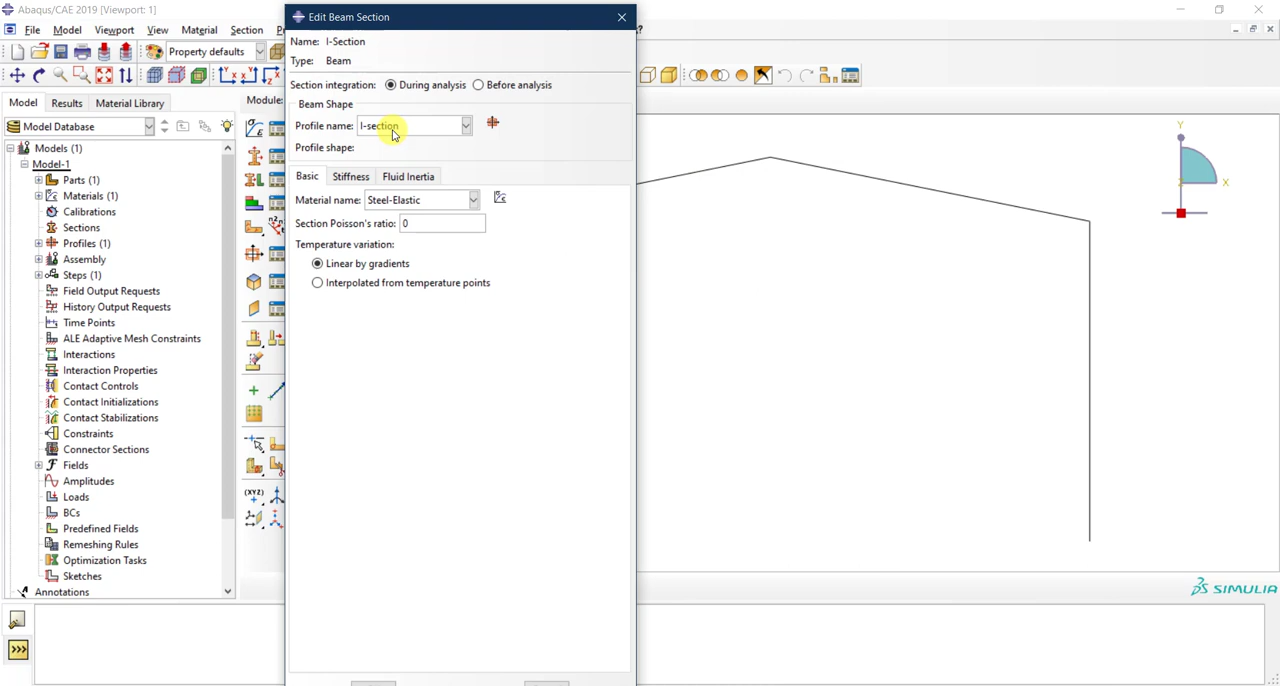 Abaqus/CAE 2019 [Viewport: 1]
File Model Viewport View Material Section
Property defaults
Model Results Material Library
Module:
Model Database
Models (1)
Model-1
Parts (1)
Materials (1)
Calibrations
Sections
Profiles (1)
Assembly
Steps (1)
Field Output Requests
History Output Requests
Time Points
ALE Adaptive Mesh Constraints
Interactions
Interaction Properties
Contact Controls
Contact Initializations
Contact Stabilizations
Constraints
Connector Sections
Fields
Amplitudes
Loads
BCs
Predefined Fields
Remeshing Rules
Optimization Tasks
Sketches
Annotations
Edit Beam Section
Name: I-Section
Type: Beam
Section integration: During analysis Before analysis
Beam Shape
Profile name: I-section
Profile shape:
Basic Stiffness Fluid Inertia
Material name: Steel-Elastic
Section Poisson's ratio: 0
Temperature variation:
Linear by gradients
Interpolated from temperature points
Y
Z X
SIMULIA